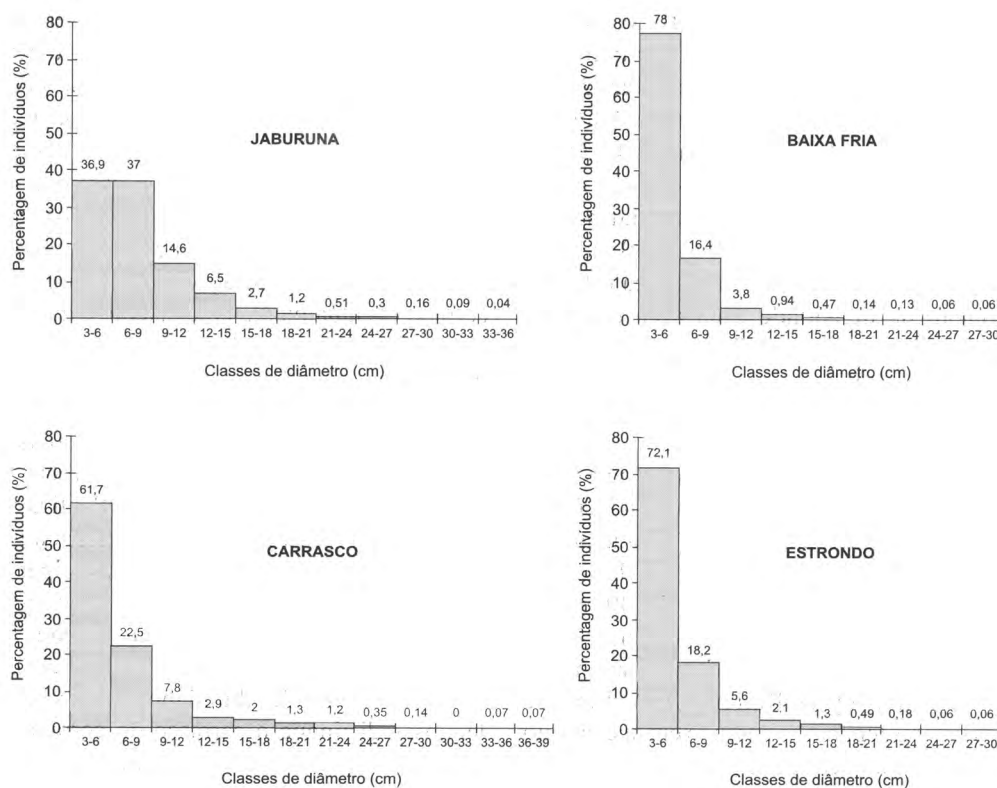 JABURUNA
Percentagem de indivíduos (%)
80
70
60
50
40
30
20
10
0
36,9 37 14,6 6,5 2,7 1,2 0,51 0,3 0,16 0,09 0,04
3-6 6-9 9-12 12-15 15-18 18-21 21-24 24-27 27-30 30-33 33-36
Classes de diâmetro (cm)
BAIXA FRIA
Percentagem de indivíduos (%)
80
70
60
50
40
30
20
10
0
78 16,4 3,8 0,94 0,47 0,14 0,13 0,06 0,06
3-6 6-9 9-12 12-15 15-18 18-21 21-24 24-27 27-30
Classes de diâmetro (cm)
CARRASCO
Percentagem de indivíduos (%)
80
70
60
50
40
30
20
10
0
61,7 22,5 7,8 2,9 2 1,3 1,2 0,35 0,14 0 0,07 0,07
3-6 6-9 9-12 12-15 15-18 18-21 21-24 24-27 27-30 30-33 33-36 36-39
Classes de diâmetro (cm)
ESTRONDO
Percentagem de indivíduos (%)
80
70
60
50
40
30
20
10
0
72,1 18,2 5,6 2,1 1,3 0,49 0,18 0,06 0,06
3-6 6-9 9-12 12-15 15-18 18-21 21-24 24-27 27-30
Classes de diâmetro (cm)